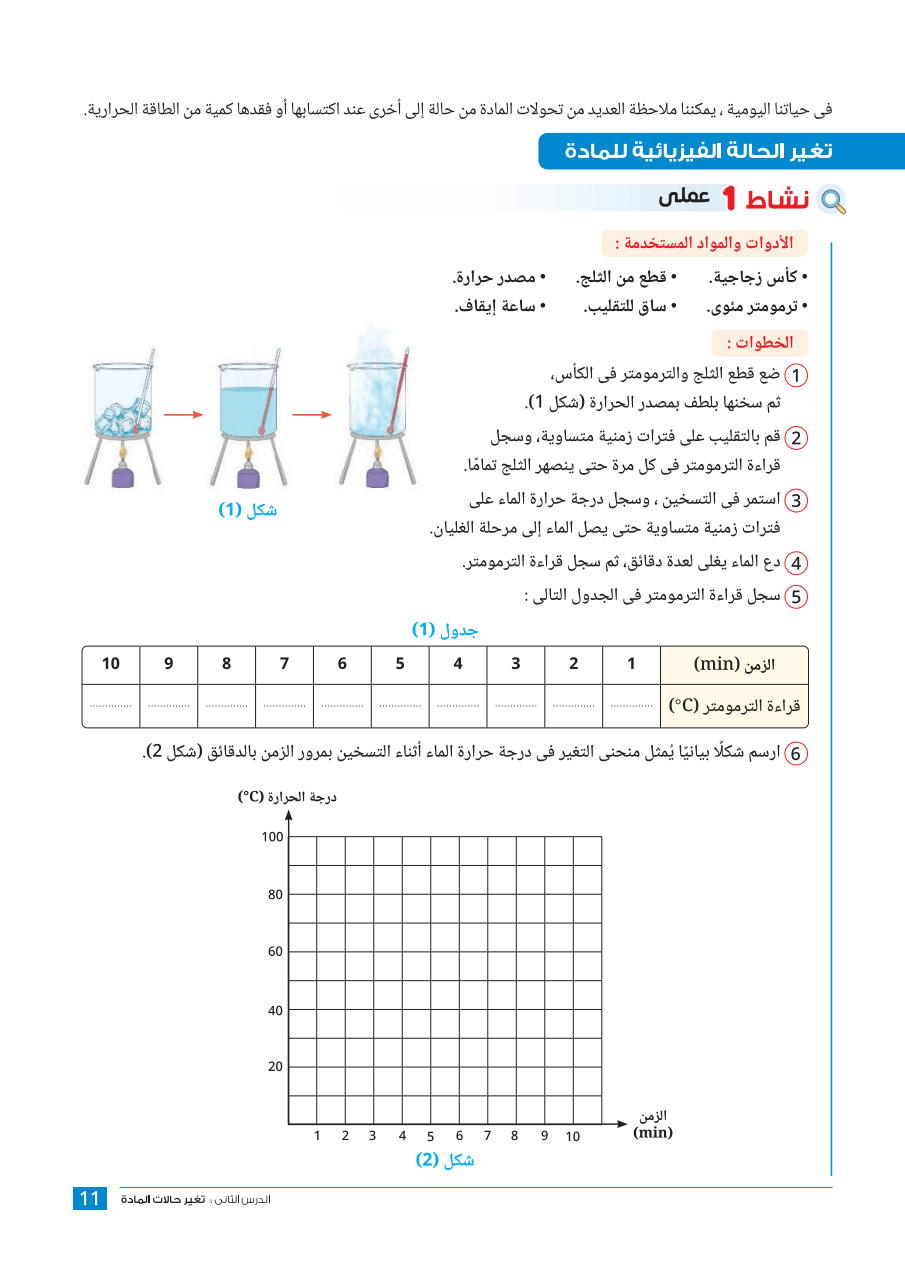 فى حياتنا اليومية ، يمكننا ملاحظة العديد من تحولات المادة من حالة إلى أخرى عند اكتسابها أو فقدها كمية من الطاقة الحرارية.
تغير الحالة الفيزيائية للمادة
نشاط 1 عملى
الأدوات والمواد المستخدمة :
• كأس زجاجية. • قطع من الثلج. • مصدر حرارة.
• ترمومتر مئوى. • ساق للتقليب. • ساعة إيقاف.
الخطوات :
1 ضع قطع الثلج والترمومتر فى الكأس،
ثم سخنها بلطف بمصدر الحرارة (شكل 1).
2 قم بالتقليب على فترات زمنية متساوية، وسجل
قراءة الترمومتر فى كل مرة حتى ينصهر الثلج تمامًا.
3 استمر فى التسخين ، وسجل درجة حرارة الماء على
فترات زمنية متساوية حتى يصل الماء إلى مرحلة الغليان.
شكل (1)
4 دع الماء يغلى لعدة دقائق، ثم سجل قراءة الترمومتر.
5 سجل قراءة الترمومتر فى الجدول التالى :
جدول (1)
الزمن (min) 1 2 3 4 5 6 7 8 9 10
قراءة الترمومتر (°C) ............. ............. ............. ............. ............. ............. ............. ............. ............. .............
6 ارسم شكلًا بيانيًا يُمثل منحنى التغير فى درجة حرارة الماء أثناء التسخين بمرور الزمن بالدقائق (شكل 2).
درجة الحرارة (°C)
100
80
60
40
20
1 2 3 4 5 6 7 8 9 10
الزمن
(min)
شكل (2)
الدرس الثانى : تغير حالات المادة
11